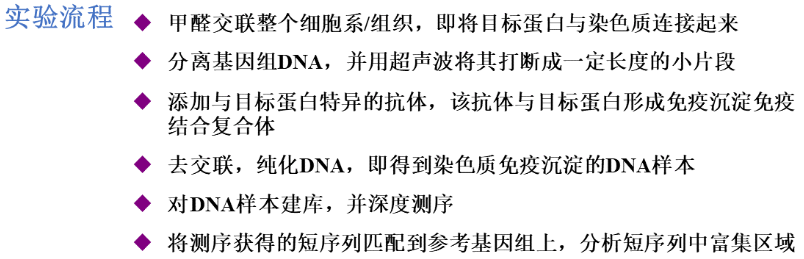 实验流程
◆ 甲醛交联整个细胞系/组织，即将目标蛋白与染色质连接起来
◆ 分离基因组DNA，并用超声波将其打断成一定长度的小片段
◆ 添加与目标蛋白特异的抗体，该抗体与目标蛋白形成免疫沉淀免疫
结合复合体
◆ 去交联，纯化DNA，即得到染色质免疫沉淀的DNA样本
◆ 对DNA样本建库，并深度测序
◆ 将测序获得的短序列匹配到参考基因组上，分析短序列中富集区域